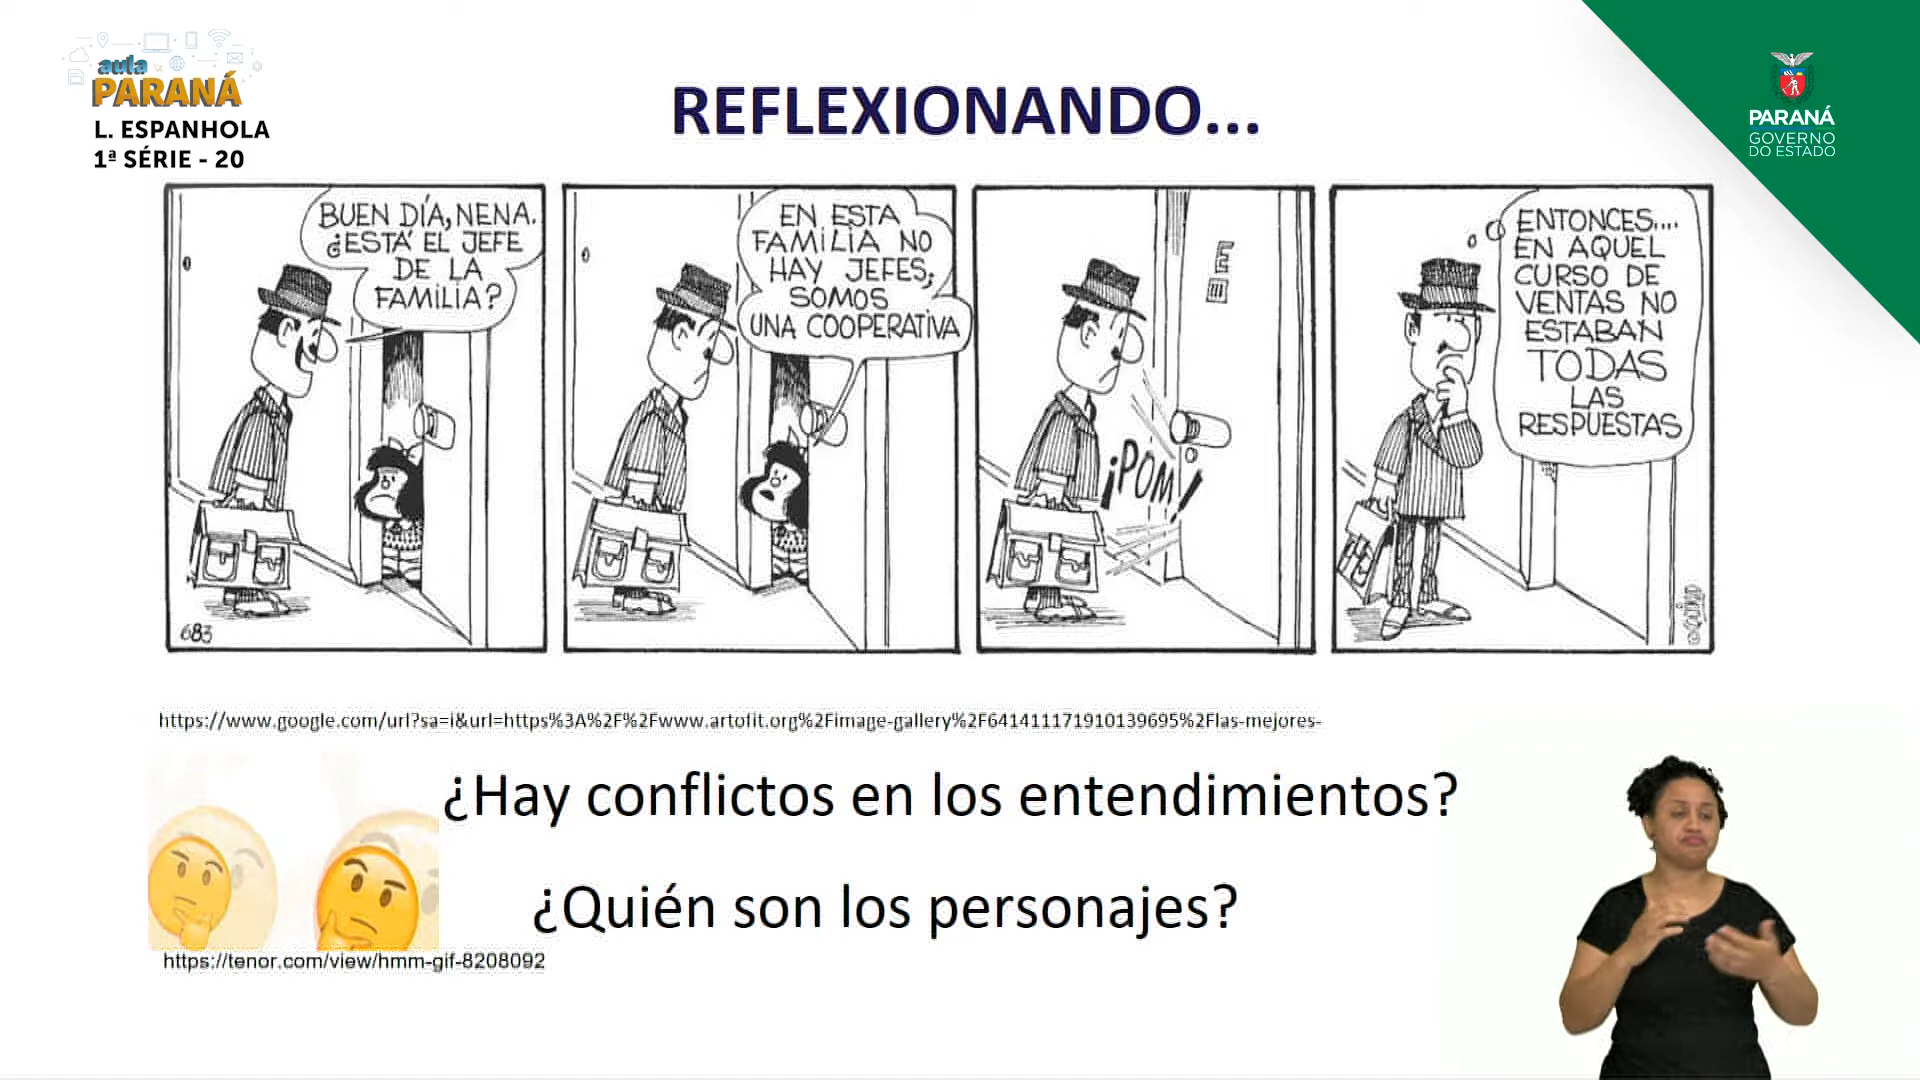 aula
PARANÁ
L. ESPANHOLA
1ª SÉRIE - 20
REFLEXIONANDO...
PARANÁ
GOVERNO
DO ESTADO
BUEN DÍA, NENA.
¿ESTÁ EL JEFE
DE LA
FAMILIA?
683
EN ESTA
FAMILIA NO
HAY JEFES;
SOMOS
UNA COOPERATIVA
E
¡POM!
ENTONCES....
EN AQUEL
CURSO DE
VENTAS NO
ESTABAN
TODAS
LAS
RESPUESTAS
https://www.google.com/url?sa=i&url=https%3A%2F%2Fwww.artofit.org%2Fimage-gallery%2F641411171910139695%2Flas-mejores-
¿Hay conflictos en los entendimientos?
¿Quién son los personajes?
https://tenor.com/view/hmm-gif-8208092